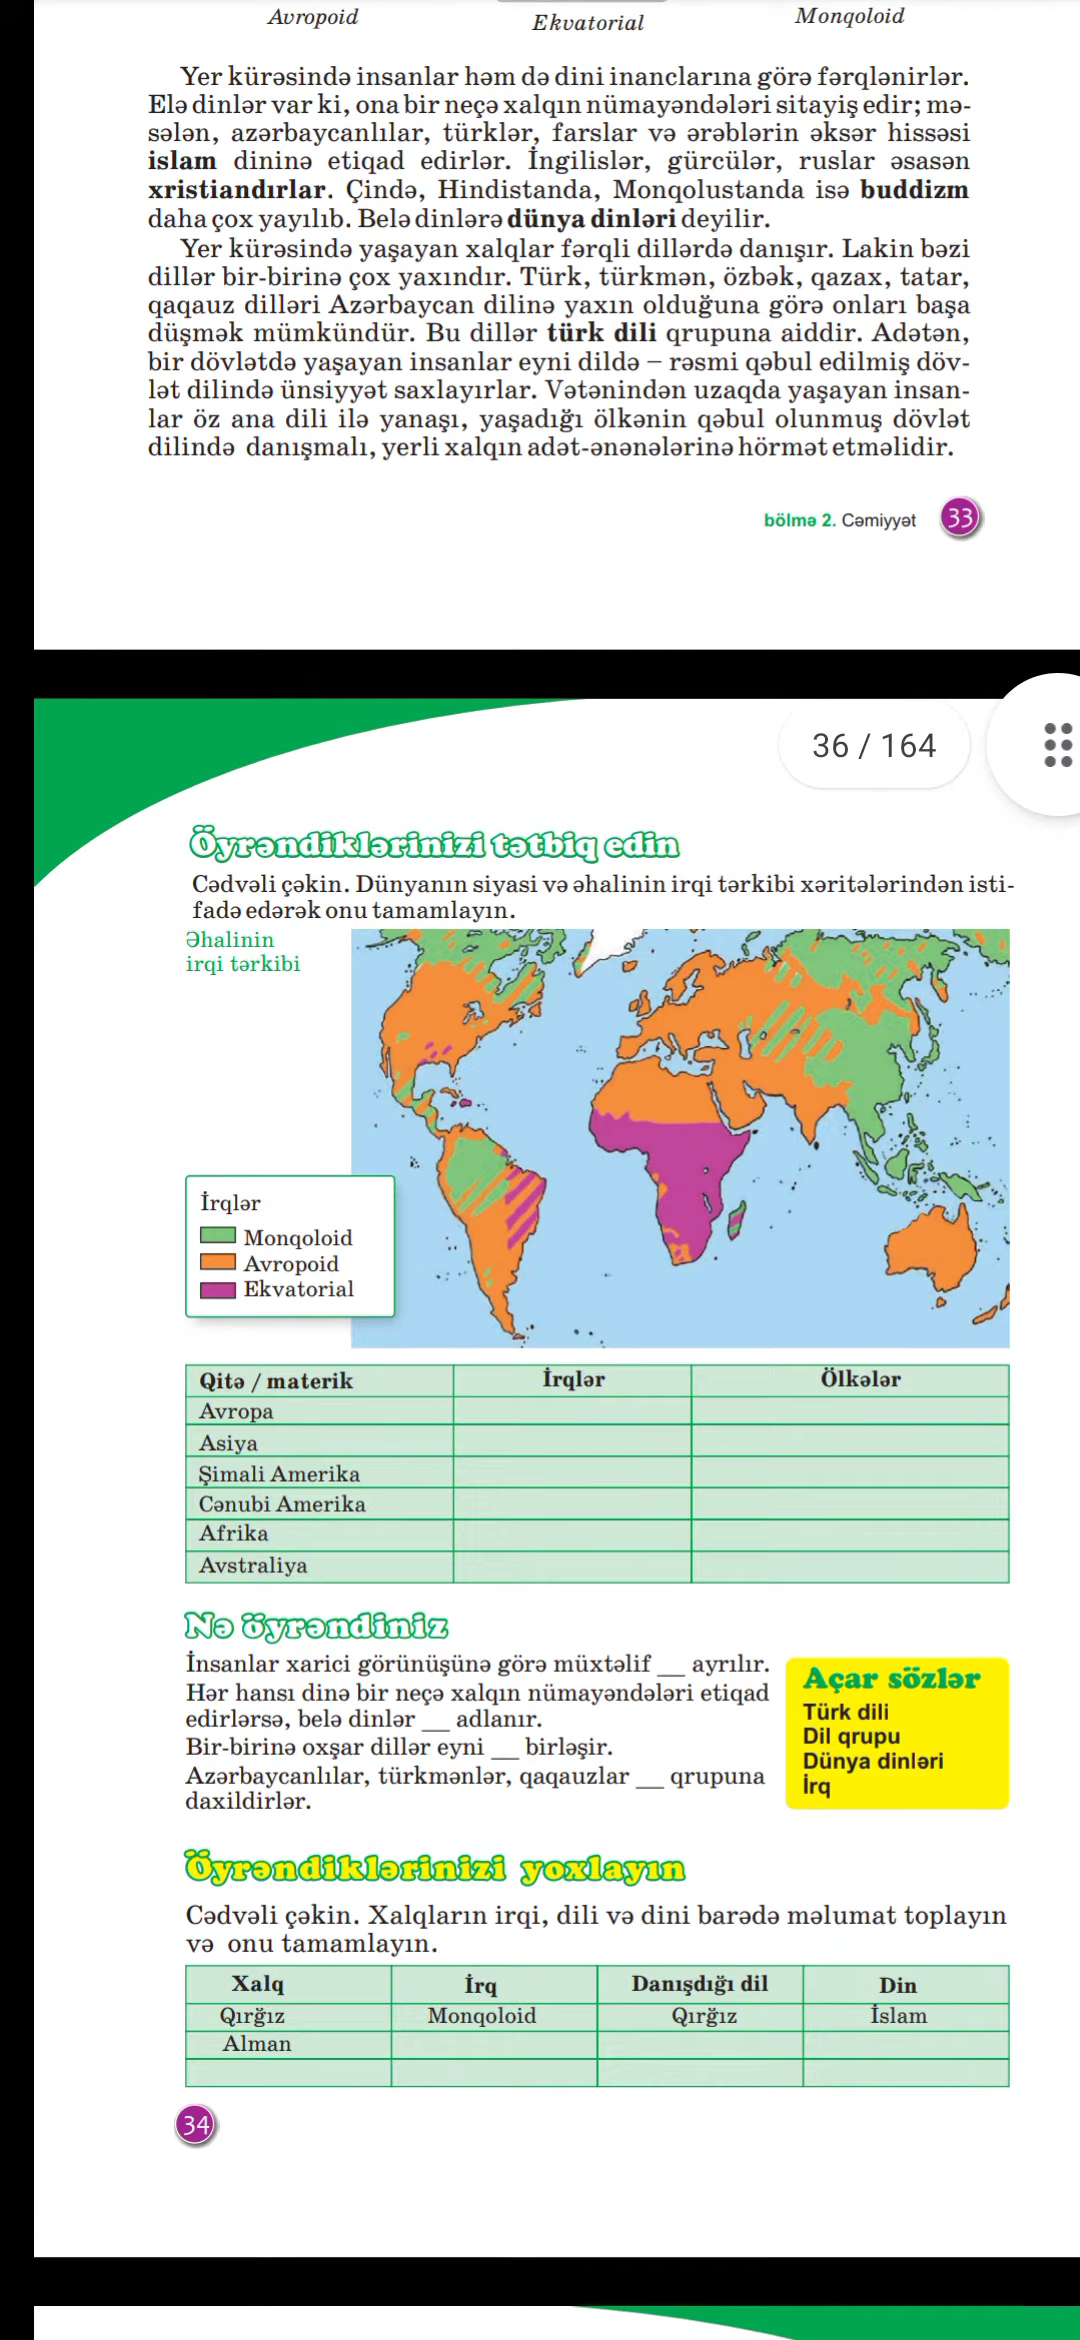 Avropoid
Ekvatorial
Monqoloid
Yer kürəsində insanlar həm də dini inanclarına görə fərqlənirlər.
Elə dinlər var ki, ona bir neçə xalqın nümayəndələri sitayiş edir; mə-
sələn, azərbaycanlılar, türklər, farslar və ərəblərin əksər hissəsi
islam dininə etiqad edirlər. İngilislər, gürcülər, ruslar əsasən
xristiandırlar. Çində, Hindistanda, Monqolustanda isə buddizm
daha çox yayılıb. Belə dinlərə dünya dinləri deyilir.
Yer kürəsində yaşayan xalqlar fərqli dillərdə danışır. Lakin bəzi
dillər bir-birinə çox yaxındır. Türk, türkmən, özbək, qazax, tatar,
qaqauz dilləri Azərbaycan dilinə yaxın olduğuna görə onları başa
düşmək mümkündür. Bu dillər türk dili qrupuna aiddir. Adətən,
bir dövlətdə yaşayan insanlar eyni dildə – rəsmi qəbul edilmiş döv-
lət dilində ünsiyyət saxlayırlar. Vətənindən uzaqda yaşayan insan-
lar öz ana dili ilə yanaşı, yaşadığı ölkənin qəbul olunmuş dövlət
dilində danışmalı, yerli xalqın adət-ənənələrinə hörmət etməlidir.
bölmə 2. Cəmiyyət 33
36 / 164
Öyrəndiklərinizi tətbiq edin
Cədvəli çəkin. Dünyanın siyasi və əhalinin irqi tərkibi xəritələrindən isti-
fadə edərək onu tamamlayın.
Əhalinin
irqi tərkibi
İrqlər
Monqoloid
Avropoid
Ekvatorial
Qitə / materik İrqlər Ölkələr
Avropa
Asiya
Şimali Amerika
Cənubi Amerika
Afrika
Avstraliya
Nə öyrəndiniz
İnsanlar xarici görünüşünə görə müxtəlif __ ayrılır.
Hər hansı dinə bir neçə xalqın nümayəndələri etiqad
edirlərsə, belə dinlər __ adlanır.
Bir-birinə oxşar dillər eyni __ birləşir.
Azərbaycanlılar, türkmənlər, qaqauzlar __ qrupuna
daxildirlər.
Açar sözlər
Türk dili
Dil qrupu
Dünya dinləri
İrq
Öyrəndiklərinizi yoxlayın
Cədvəli çəkin. Xalqların irqi, dili və dini barədə məlumat toplayın
və onu tamamlayın.
Xalq İrq Danışdığı dil Din
Qırğız Monqoloid Qırğız İslam
Alman
34